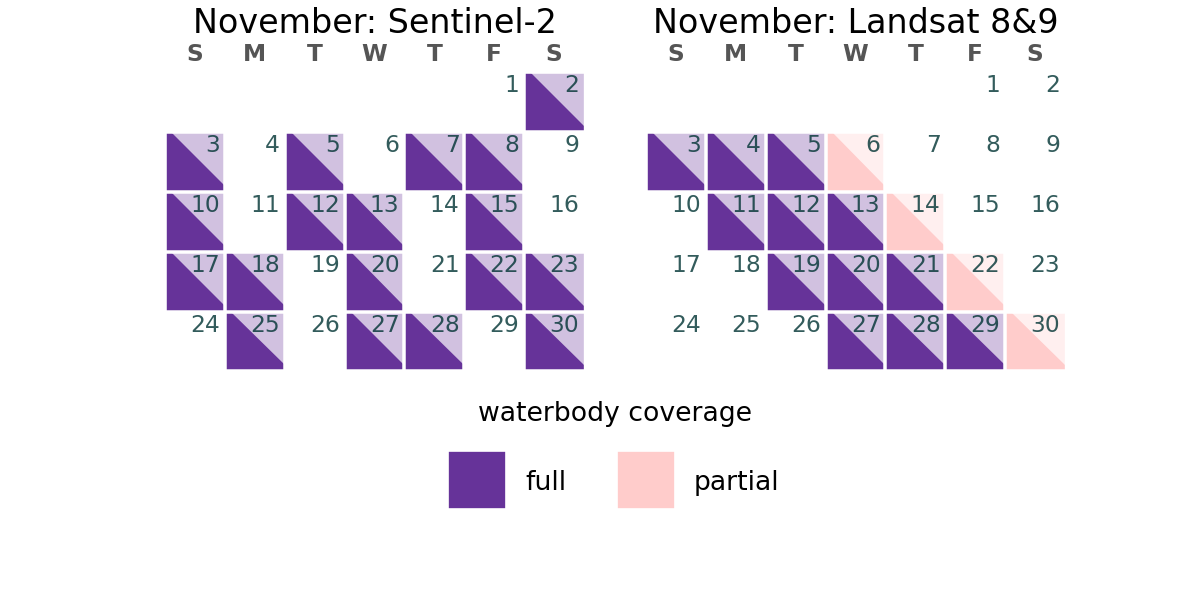 November: Sentinel-2
S M T W T F S
1 2
3 4 5 6 7 8 9
10 11 12 13 14 15 16
17 18 19 20 21 22 23
24 25 26 27 28 29 30
November: Landsat 8&9
S M T W T F S
1 2
3 4 5 6 7 8 9
10 11 12 13 14 15 16
17 18 19 20 21 22 23
24 25 26 27 28 29 30
waterbody coverage
full partial